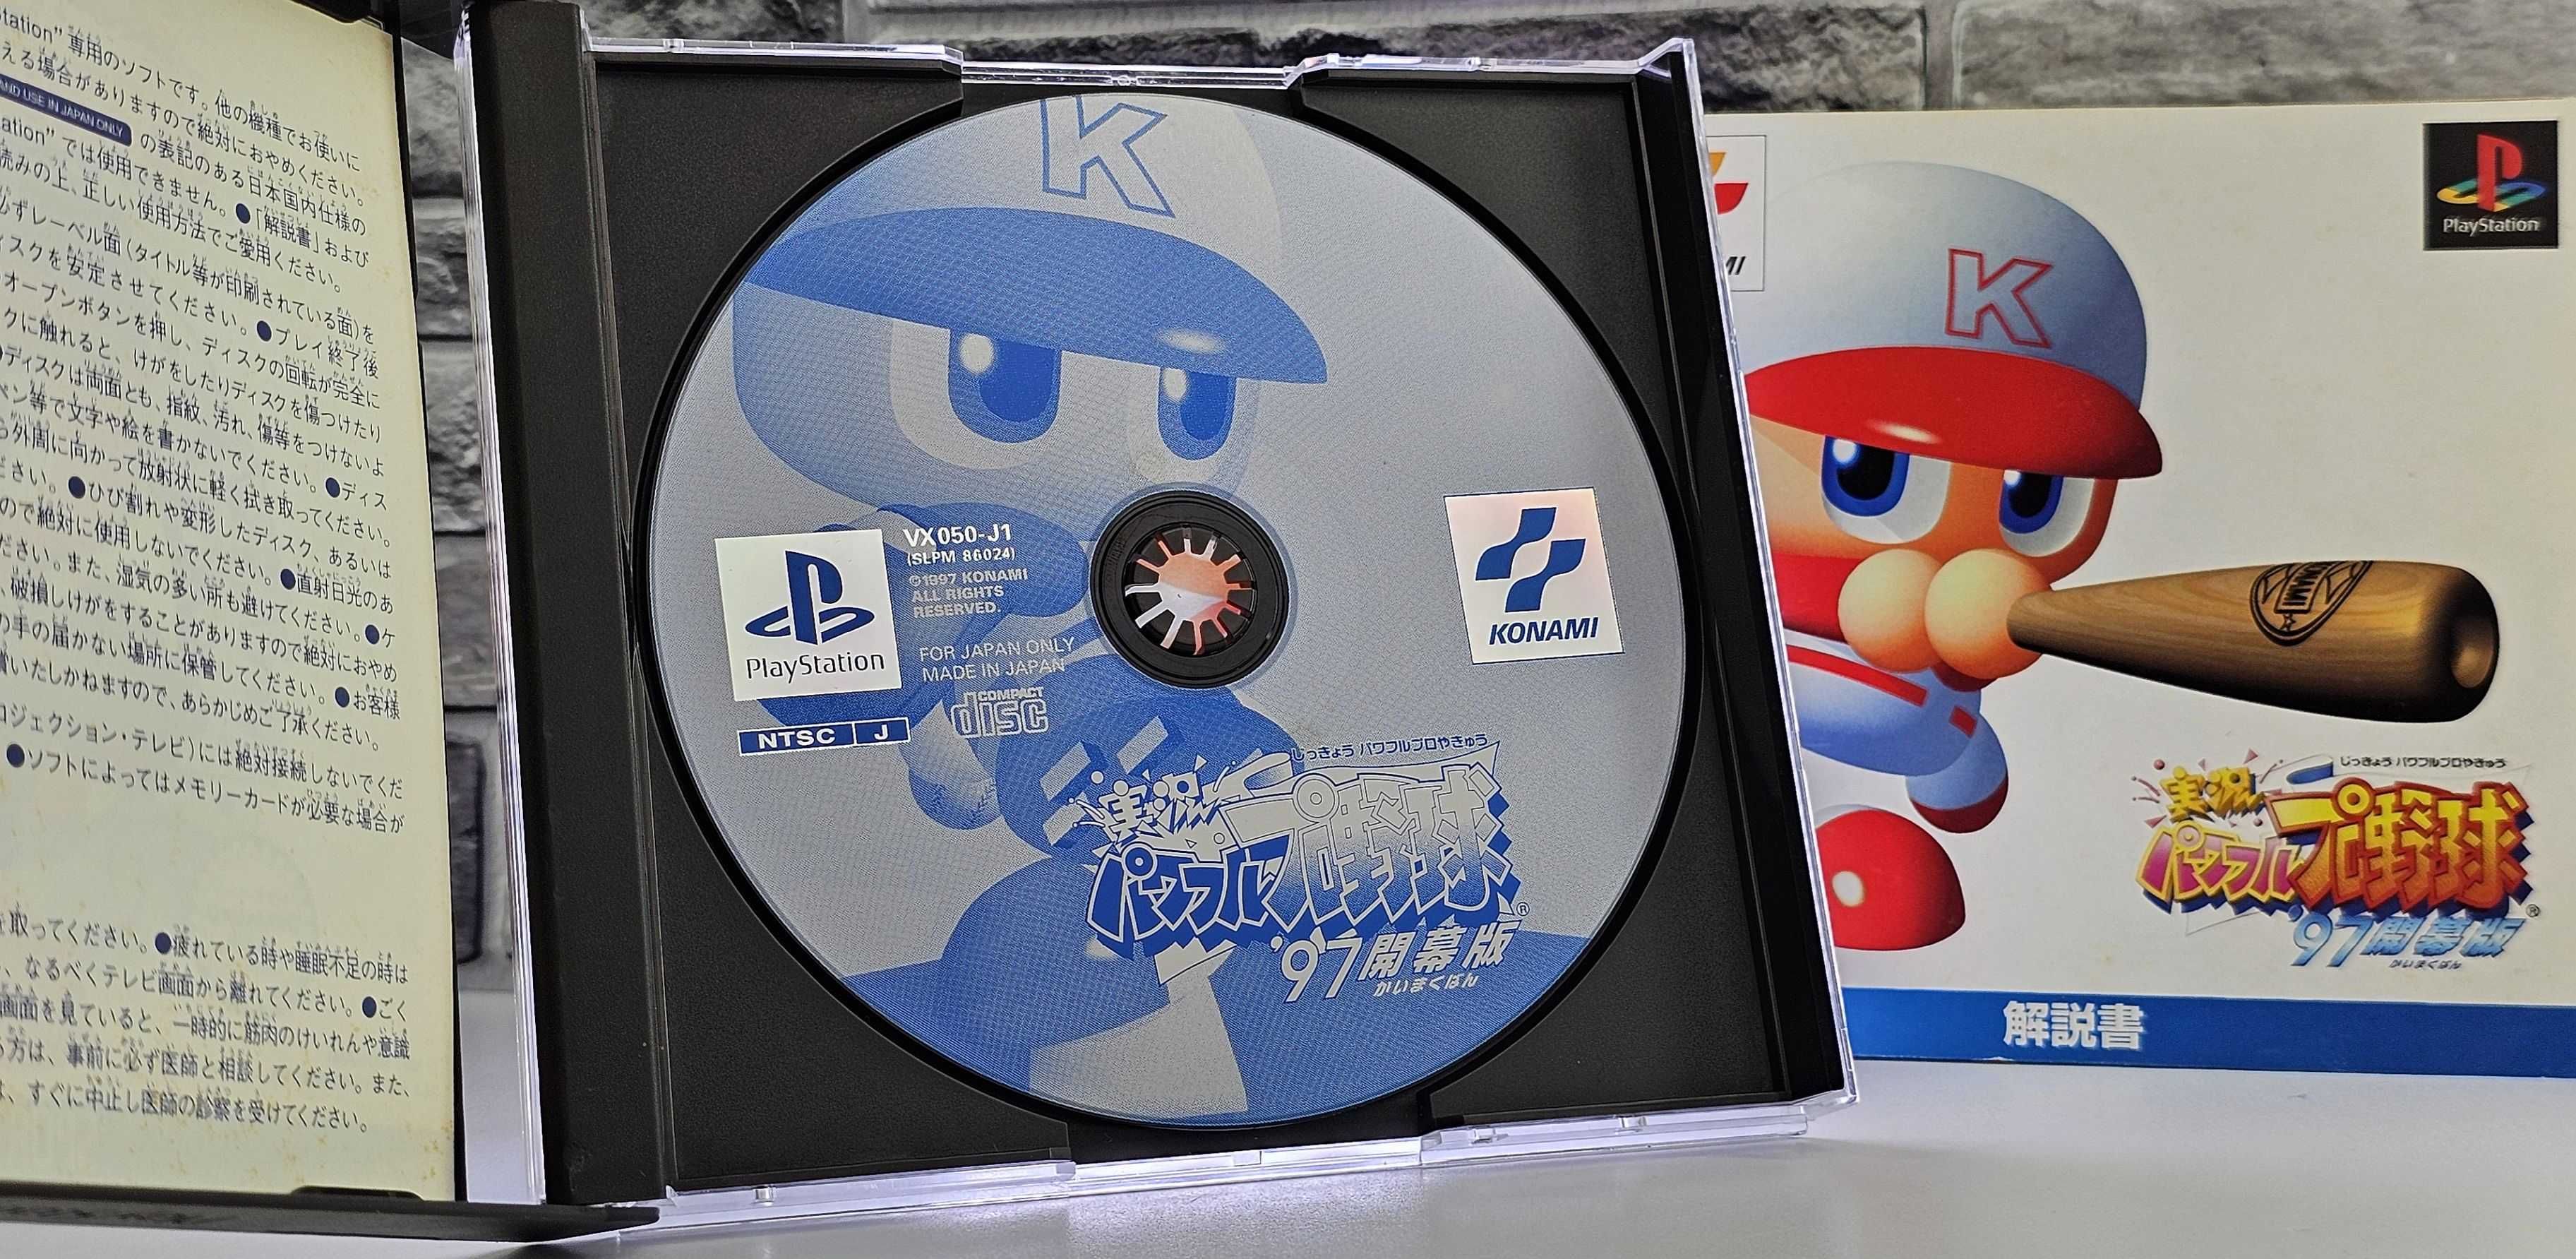 tation" 専用のソフトです。他の機種でお使いに
える場合がありますので絶対におやめください。
AND USE IN JAPAN ONLY の表記のある日本国内仕様の
ation" では使用できません。●「解説書」および
読みの上、正しい使用方法でご愛用ください。
必ずレーベル面(タイトル等が印刷されている面)を
ィスクを安定させてください。●プレイ終了後
オープンボタンを押し、ディスクの回転が完全に
クに触れると、けがをしたりディスクを傷つけたり
●ディスクは両面とも、指紋、汚れ、傷等をつけないよ
ペン等で文字や絵を書かないでください。●ディス
ら外周に向かって放射状に軽く拭き取ってください。
ださい。●ひび割れや変形したディスク、あるいは
ので絶対に使用しないでください。●直射日光のあ
ださい。また、湿気の多い所も避けてください。●ケ
、破損しけがをすることがありますので絶対におやめ
の手の届かない場所に保管してください。●お客様
償いたしかねますので、あらかじめご了承ください。
ロジェクション・テレビ)には絶対接続しないでくだ
●ソフトによってはメモリーカードが必要な場合が
を取ってください。●疲れている時や睡眠不足の時は
、なるべくテレビ画面から離れてください。●ごく
画面を見ていると、一時的に筋肉のけいれんや意識
る方は、事前に必ず医師と相談してください。また、
は、すぐに中止し医師の診察を受けてください。
K
PlayStation
VX050-J1
(SLPM 86024)
©1997 KONAMI
ALL RIGHTS
RESERVED.
FOR JAPAN ONLY
MADE IN JAPAN
COMPACT
disc
NTSC J
KONAMI
じっきょう パワフルプロやきゅう
実況
パワフルプロ野球®
'97開幕版
かいまくばん
MI
PlayStation
K
KONAMI
じっきょう パワフルプロやきゅう
実況
パワフルプロ野球®
'97開幕版
かいまくばん
解説書